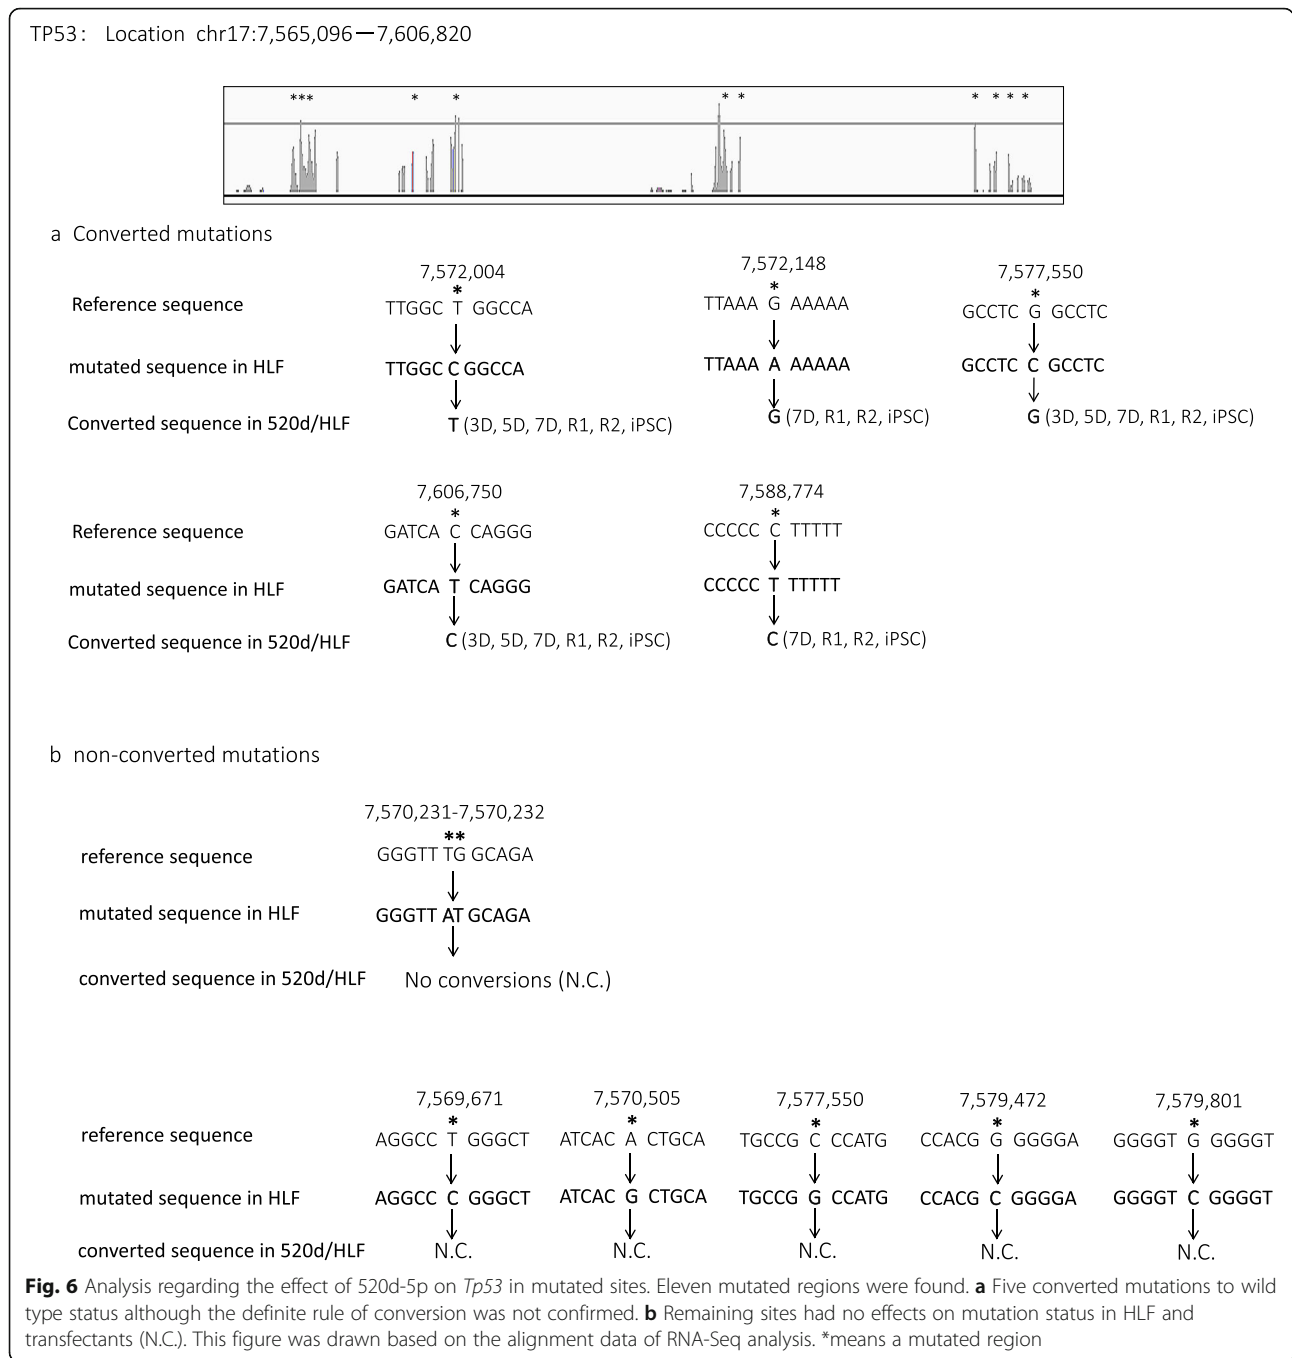 TP53: Location chr17:7,565,096—7,606,820
*** * * * * * * * *
a Converted mutations
7,572,004 7,572,148 7,577,550
* * *
Reference sequence TTGGC T GGCCA TTAAA G AAAAA GCCTC G GCCTC
mutated sequence in HLF TTGGC C GGCCA TTAAA A AAAAA GCCTC C GCCTC
Converted sequence in 520d/HLF T (3D, 5D, 7D, R1, R2, iPSC) G (7D, R1, R2, iPSC) G (3D, 5D, 7D, R1, R2, iPSC)
7,606,750 7,588,774
* *
Reference sequence GATCA C CAGGG CCCCC C TTTTT
mutated sequence in HLF GATCA T CAGGG CCCCC T TTTTT
Converted sequence in 520d/HLF C (3D, 5D, 7D, R1, R2, iPSC) C (7D, R1, R2, iPSC)
b non-converted mutations
7,570,231-7,570,232
**
reference sequence GGGTT TG GCAGA
mutated sequence in HLF GGGTT AT GCAGA
converted sequence in 520d/HLF No conversions (N.C.)
7,569,671 7,570,505 7,577,550 7,579,472 7,579,801
* * * * *
reference sequence AGGCC T GGGCT ATCAC A CTGCA TGCCG C CCATG CCACG G GGGGA GGGGT G GGGGT
mutated sequence in HLF AGGCC C GGGCT ATCAC G CTGCA TGCCG G CCATG CCACG C GGGGA GGGGT C GGGGT
converted sequence in 520d/HLF N.C. N.C. N.C. N.C. N.C.
Fig. 6 Analysis regarding the effect of 520d-5p on Tp53 in mutated sites. Eleven mutated regions were found. a Five converted mutations to wild
type status although the definite rule of conversion was not confirmed. b Remaining sites had no effects on mutation status in HLF and
transfectants (N.C.). This figure was drawn based on the alignment data of RNA-Seq analysis. *means a mutated region